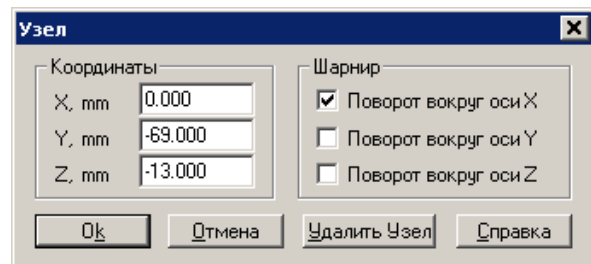 Узел
Координаты
X, mm 0.000
Y, mm -69.000
Z, mm -13.000
Шарнир
Поворот вокруг оси X
Поворот вокруг оси Y
Поворот вокруг оси Z
Ok Отмена Удалить Узел Справка